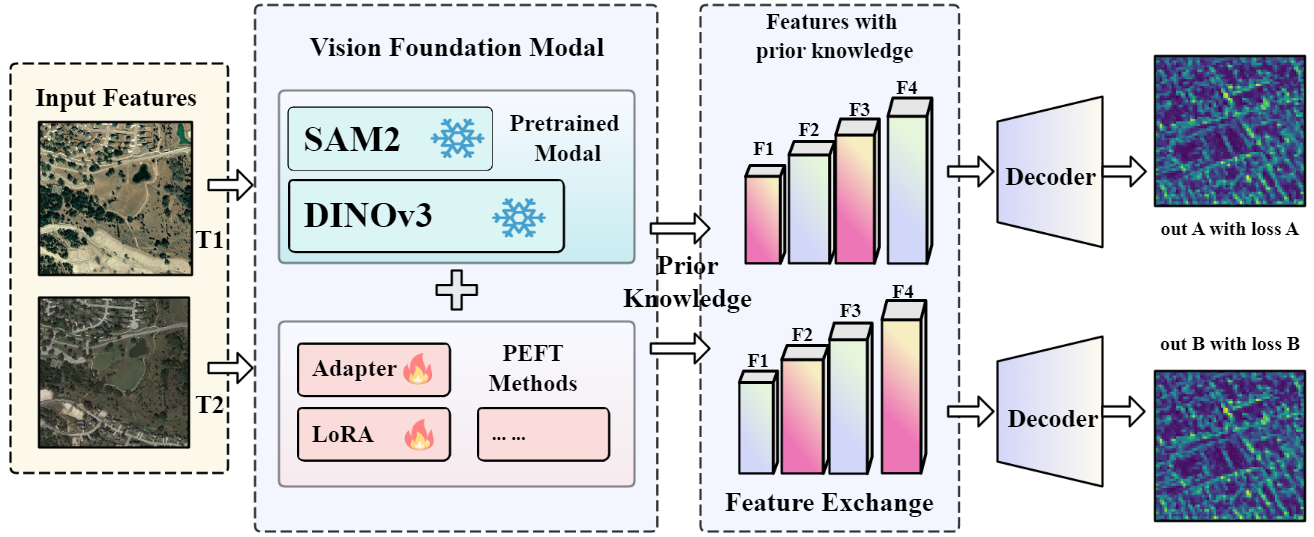 Input Features
T1
T2
Vision Foundation Modal
SAM2
Pretrained
Modal
DINOv3
Adapter
LoRA
PEFT
Methods
... ...
Prior
Knowledge
Features with
prior knowledge
F1
F2
F3
F4
F1
F2
F3
F4
Feature Exchange
Decoder
Decoder
out A with loss A
out B with loss B